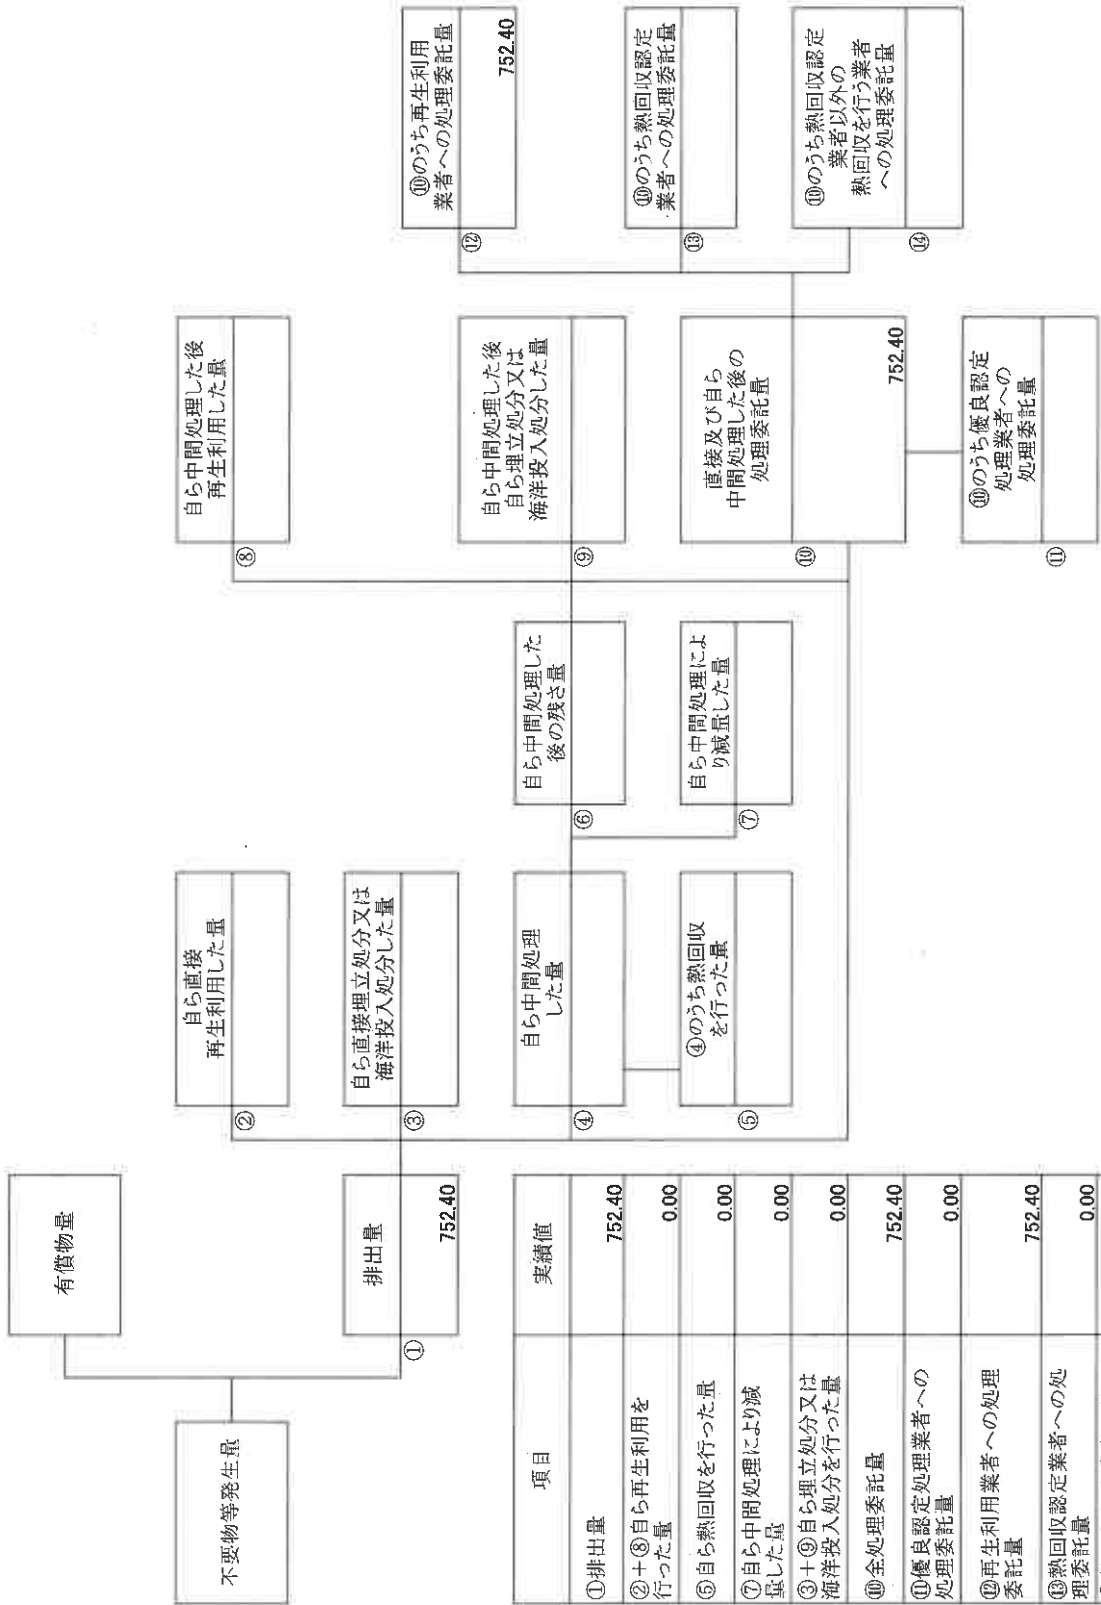 不要物等発生量
有償物量
①
排出量
752.40
②
自ら直接
再生利用した量
③
自ら直接埋立処分又は
海洋投入処分した量
④
自ら中間処理
した量
⑤
④のうち熱回収
を行った量
⑥
自ら中間処理した
後の残さ量
⑦
自ら中間処理によ
り減量した量
⑧
自ら中間処理した後
再生利用した量
⑨
自ら中間処理した後
自ら埋立処分又は
海洋投入処分した量
⑩
直接及び自ら
中間処理した後の
処理委託量
752.40
⑪
⑩のうち優良認定
処理業者への
処理委託量
⑫
⑩のうち再生利用
業者への処理委託量
752.40
⑬
⑩のうち熱回収認定
業者への処理委託量
⑭
⑩のうち熱回収認定
業者以外の
熱回収を行う業者
への処理委託量
項目 実績値
①排出量 752.40
②+⑧自ら再生利用を
行った量 0.00
⑤自ら熱回収を行った量 0.00
⑦自ら中間処理により減
量した量 0.00
③+⑨自ら埋立処分又は
海洋投入処分を行った量 0.00
⑩全処理委託量 752.40
⑪優良認定処理業者への
処理委託量 0.00
⑫再生利用業者への処理
委託量 752.40
⑬熱回収認定業者への処
理委託量 0.00